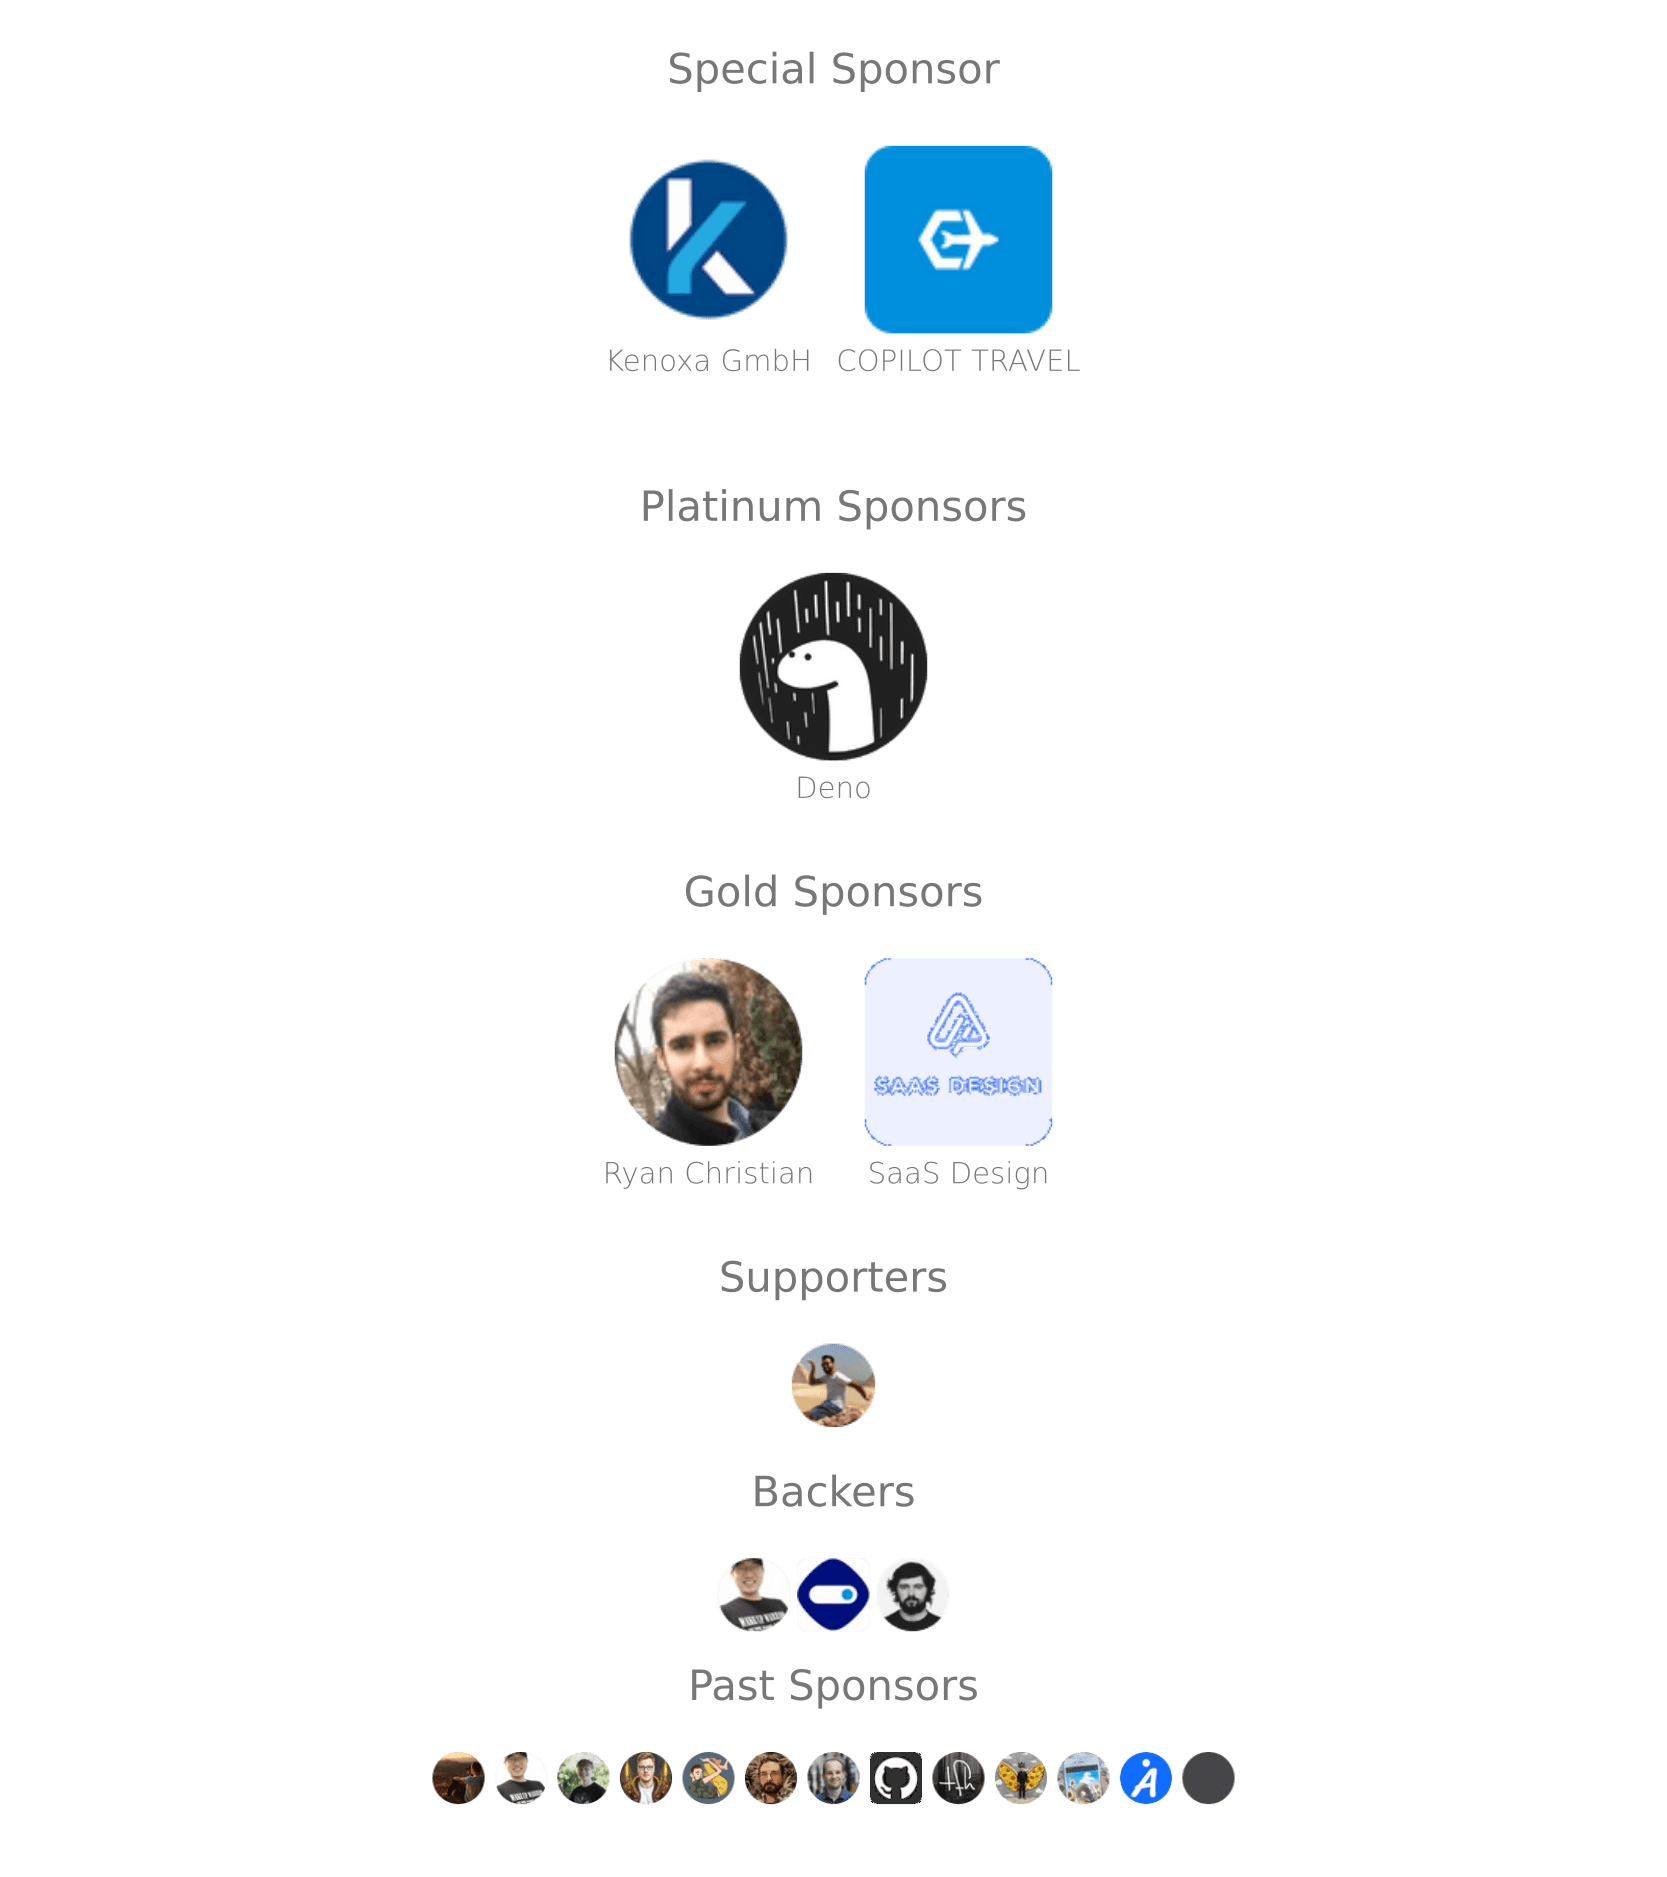 Special Sponsor
Kenoxa GmbH COPILOT TRAVEL
Platinum Sponsors
Deno
Gold Sponsors
SAAS DESIGN
Ryan Christian SaaS Design
Supporters
Backers
Past Sponsors
tfh